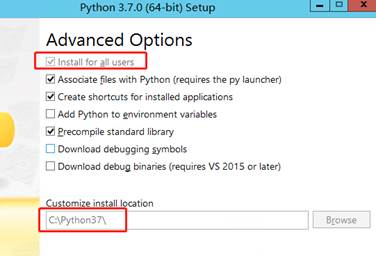 Python 3.7.0 (64-bit) Setup
Advanced Options
Install for all users
Associate files with Python (requires the py launcher)
Create shortcuts for installed applications
Add Python to environment variables
Precompile standard library
Download debugging symbols
Download debug binaries (requires VS 2015 or later)
Customize install location
C:\Python37\ Browse